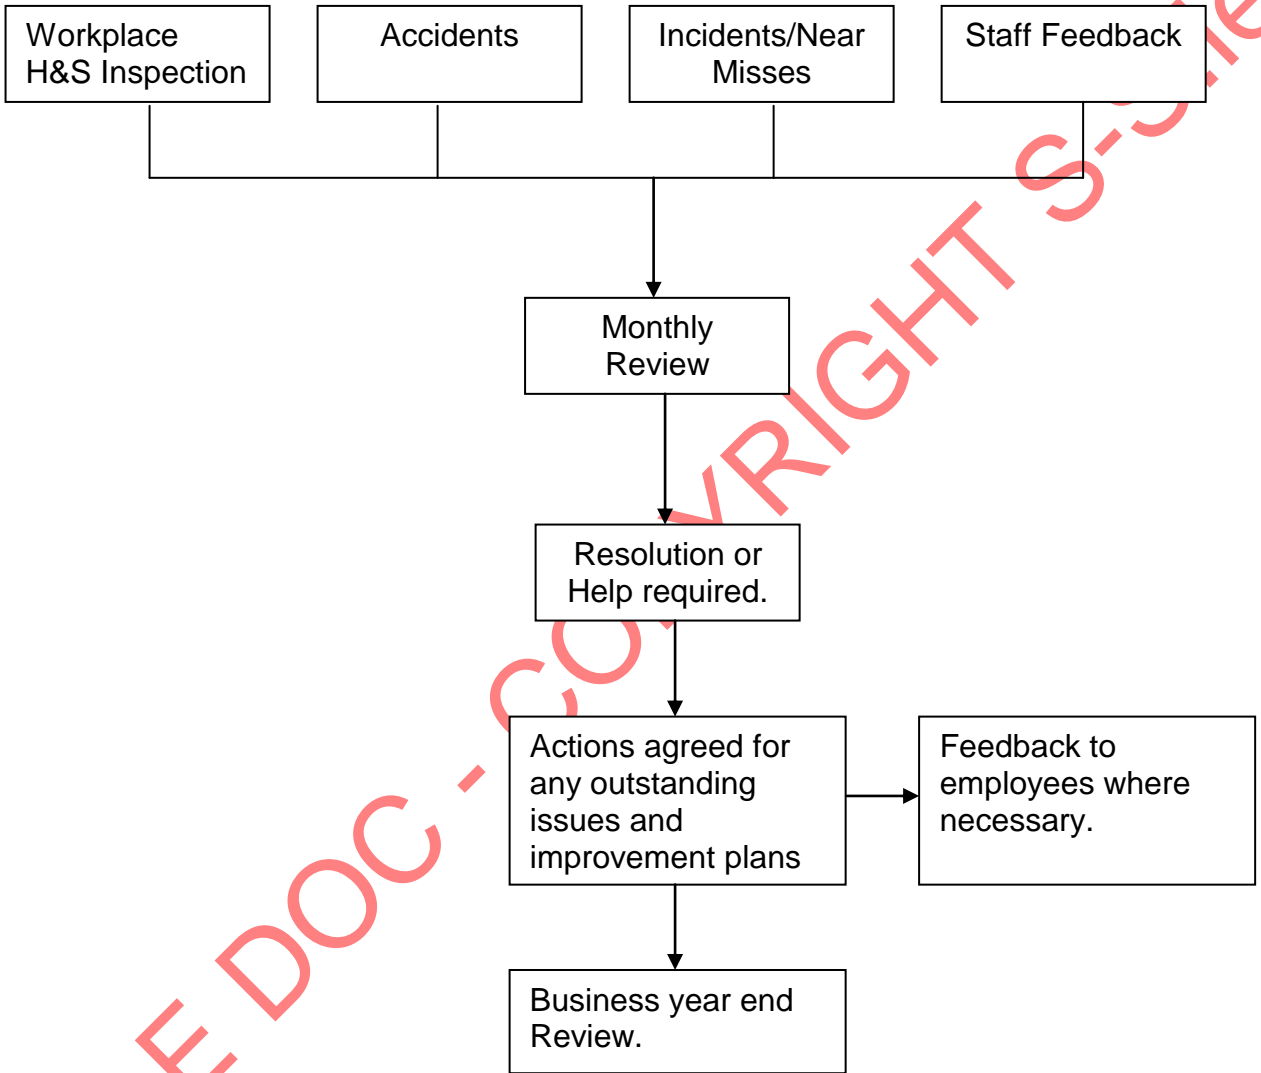 Workplace
H&S Inspection
Accidents
Incidents/Near
Misses
Staff Feedback
Monthly
Review
Resolution or
Help required.
Actions agreed for
any outstanding
issues and
improvement plans
Feedback to
employees where
necessary.
Business year end
Review.
E DOC - COPYRIGHT